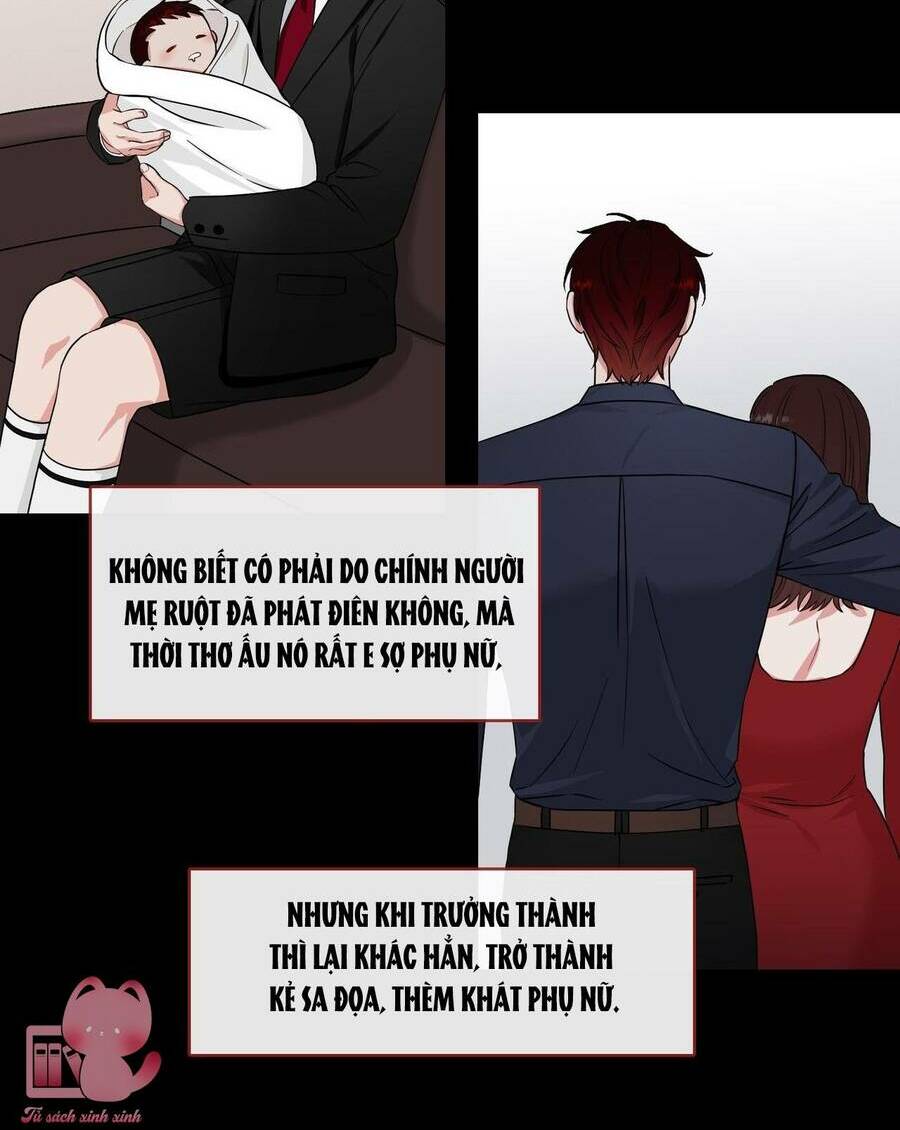 KHÔNG BIẾT CÓ PHẢI DO CHÍNH NGƯỜI
MẸ RUỘT ĐÃ PHÁT ĐIÊN KHÔNG, MÀ
THỜI THƠ ẤU NÓ RẤT E SỢ PHỤ NỮ,
NHƯNG KHI TRƯỞNG THÀNH
THÌ LẠI KHÁC HẲN, TRỞ THÀNH
KẺ SA ĐỌA, THÈM KHÁT PHỤ NỮ.
Tủ sách xinh xinh